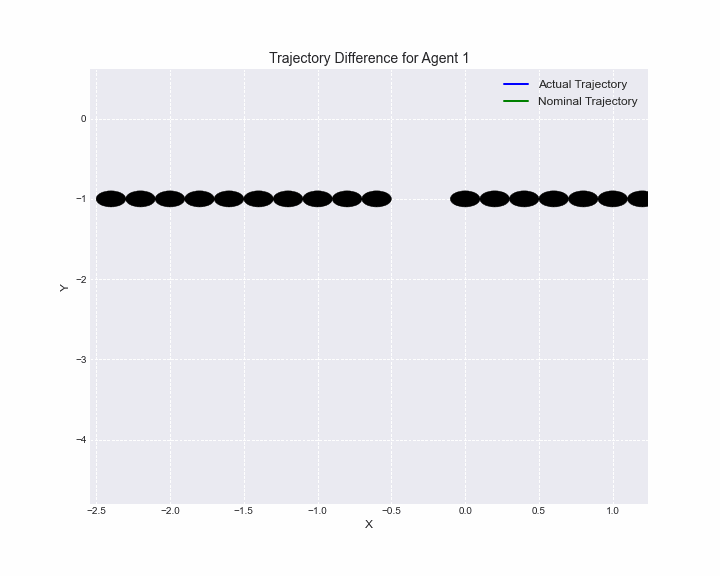 Trajectory Difference for Agent 1
Actual Trajectory
Nominal Trajectory
0
−1
−2
−3
−4
Y
−2.5 −2.0 −1.5 −1.0 −0.5 0.0 0.5 1.0
X